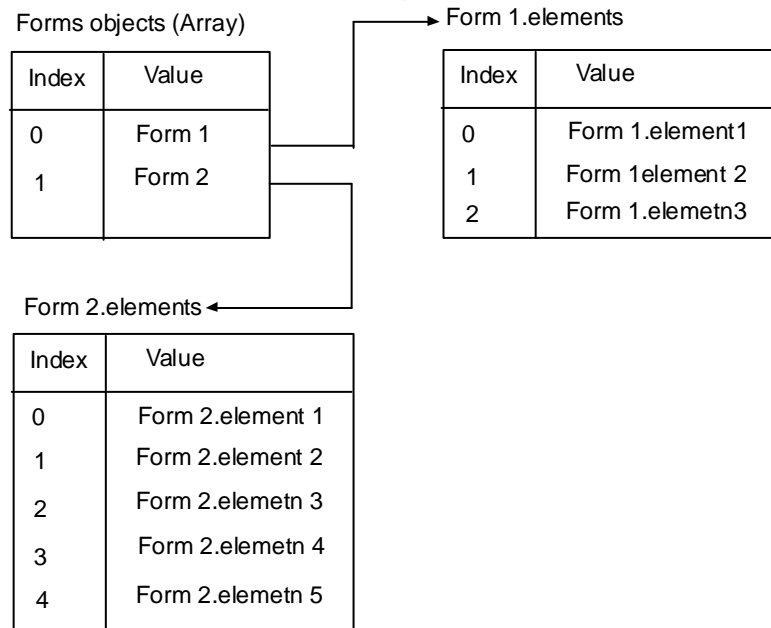 Forms objects (Array)
Index Value
0 Form 1
1 Form 2
Form 1.elements
Index Value
0 Form 1.element1
1 Form 1element 2
2 Form 1.elemetn3
Form 2.elements
Index Value
0 Form 2.element 1
1 Form 2.element 2
2 Form 2.elemetn 3
3 Form 2.elemetn 4
4 Form 2.elemetn 5